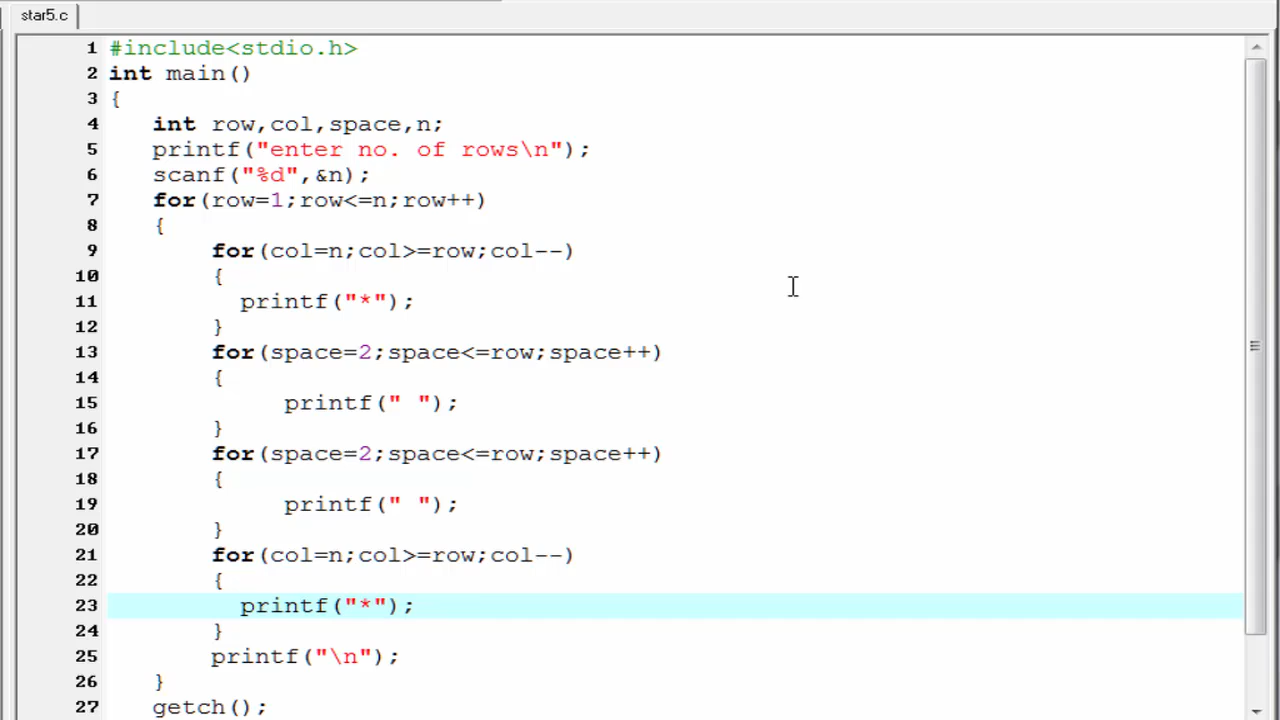 star5.c
1 #include<stdio.h>
2 int main()
3 {
4 int row,col,space,n;
5 printf("enter no. of rows\n");
6 scanf("%d",&n);
7 for(row=1;row<=n;row++)
8 {
9 for(col=n;col>=row;col--)
10 {
11 printf("*");
12 }
13 for(space=2;space<=row;space++)
14 {
15 printf(" ");
16 }
17 for(space=2;space<=row;space++)
18 {
19 printf(" ");
20 }
21 for(col=n;col>=row;col--)
22 {
23 printf("*");
24 }
25 printf("\n");
26 }
27 getch();